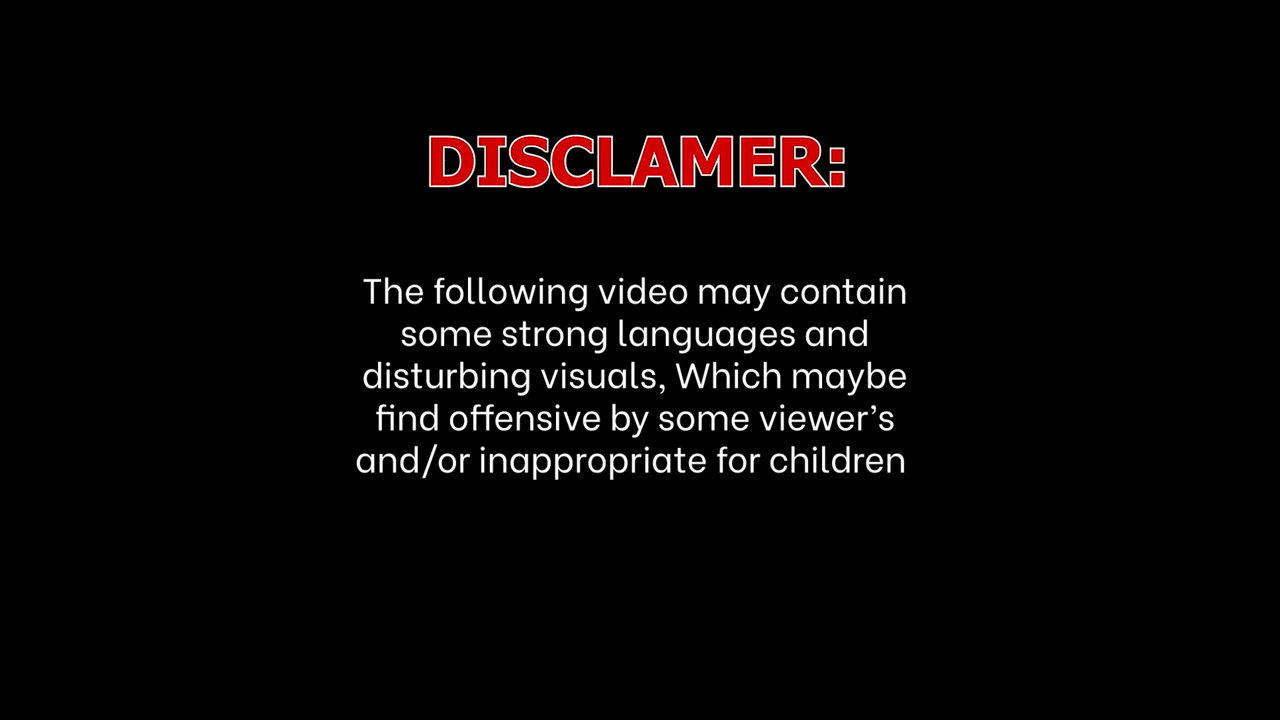 DISCLAMER:
The following video may contain
some strong languages and
disturbing visuals, Which maybe
find offensive by some viewer’s
and/or inappropriate for children